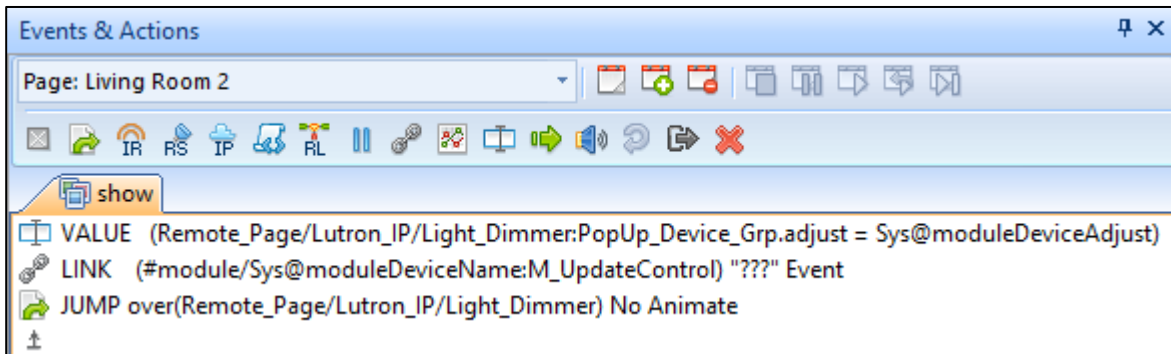 Events & Actions
Page: Living Room 2
IR RS IP RL
show
VALUE (Remote_Page/Lutron_IP/Light_Dimmer:PopUp_Device_Grp.adjust = Sys@moduleDeviceAdjust)
LINK (#module/Sys@moduleDeviceName:M_UpdateControl) "???" Event
JUMP over(Remote_Page/Lutron_IP/Light_Dimmer) No Animate